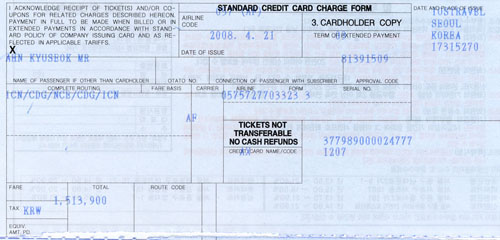 I ACKNOWLEDGE RECEIPT OF TICKET(S) AND/OR CO-
UPONS FOR RELATED CHARGES DESCRIBED HEREON.
PAYMENT IN FULL TO BE MADE WHEN BILLED OR IN
EXTENDED PAYMENTS IN ACCORDANCE WITH STAND-
ARD POLICY OF COMPANY ISSUING CARD AND AS RE-
FLECTED IN APPLICABLE TARIFFS.
X
STANDARD CREDIT CARD CHARGE FORM
AIRLINE CODE
057 (AF)
3. CARDHOLDER COPY
2008. 4. 21
TERM OF EXTENDED PAYMENT
00
DATE OF ISSUE
DATE AND PLACE OF ISSUE
SEOUL
KOREA
17315270
AHN KYUSEOK MR
81391509
NAME OF PASSENGER IF OTHER THAN CARDHOLDER
CONNECTION OF PASSENGER WITH SUBSCRIBER
APPROVAL CODE
COMPLETE ROUTING
FARE BASIS
CARRIER
AIRLINE
FORM
SERIAL NO.
ICN/CDG/NCE/CDG/ICN
0575727703323 3
/
AF
TICKETS NOT
TRANSFERABLE
NO CASH REFUNDS
CREDIT CARD NAME/CODE
377989000024777
1207
FARE
TOTAL
ROUTE CODE
1,513,900
TAX
KRW
EQUIV.
AMT. PD.